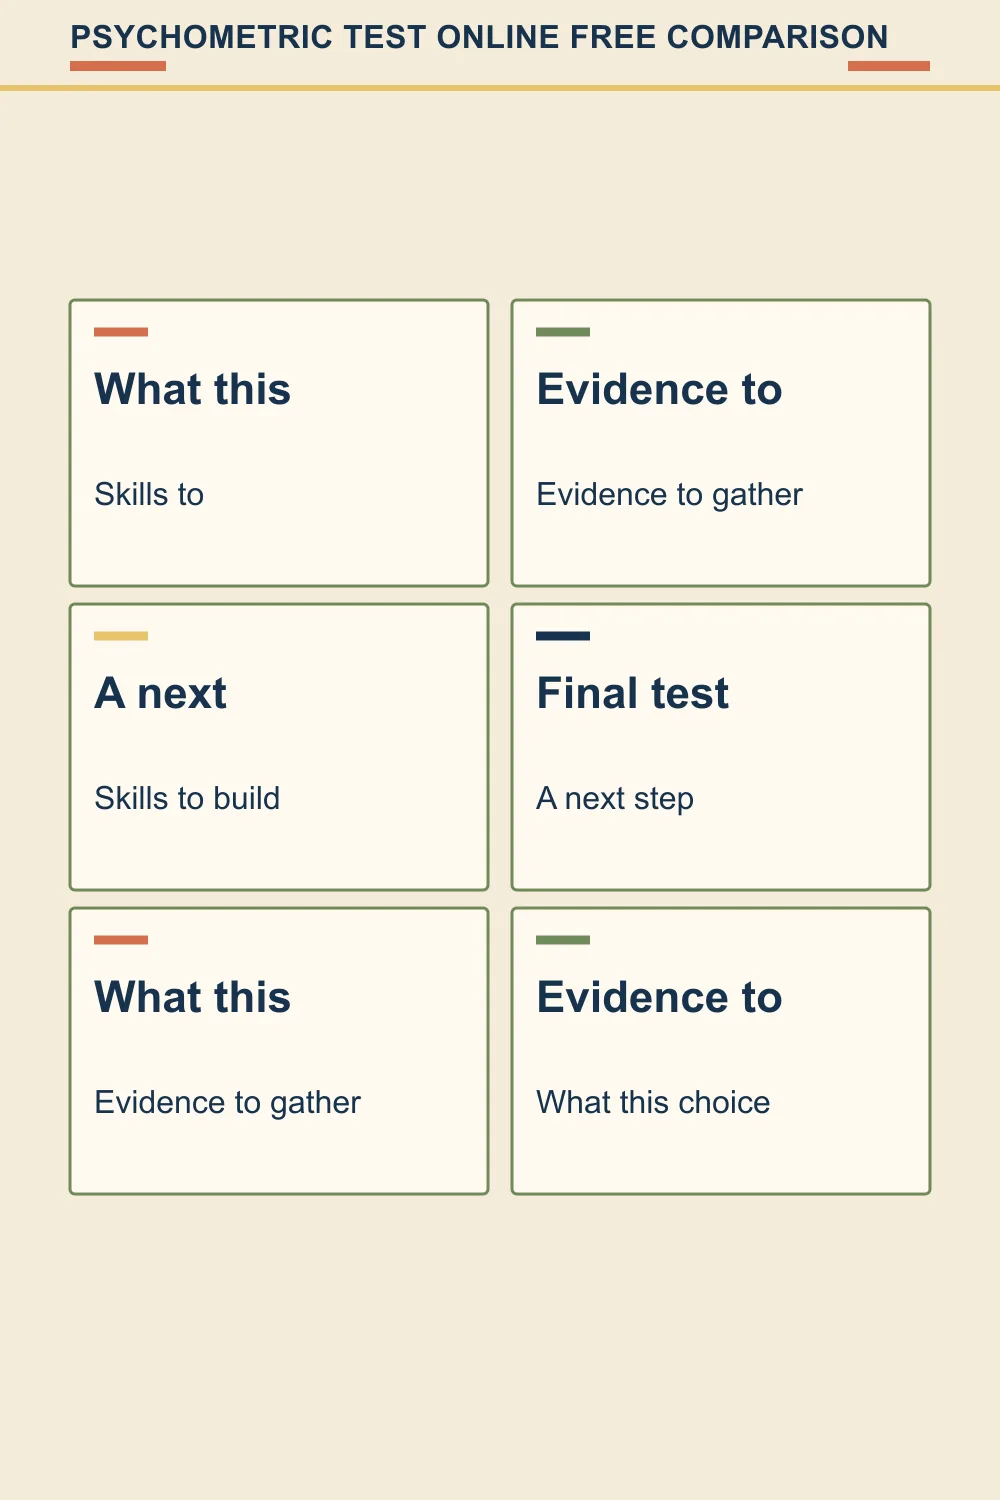 PSYCHOMETRIC TEST ONLINE FREE COMPARISON
What this
Skills to
Evidence to
Evidence to gather
A next
Skills to build
Final test
A next step
What this
Evidence to gather
Evidence to
What this choice